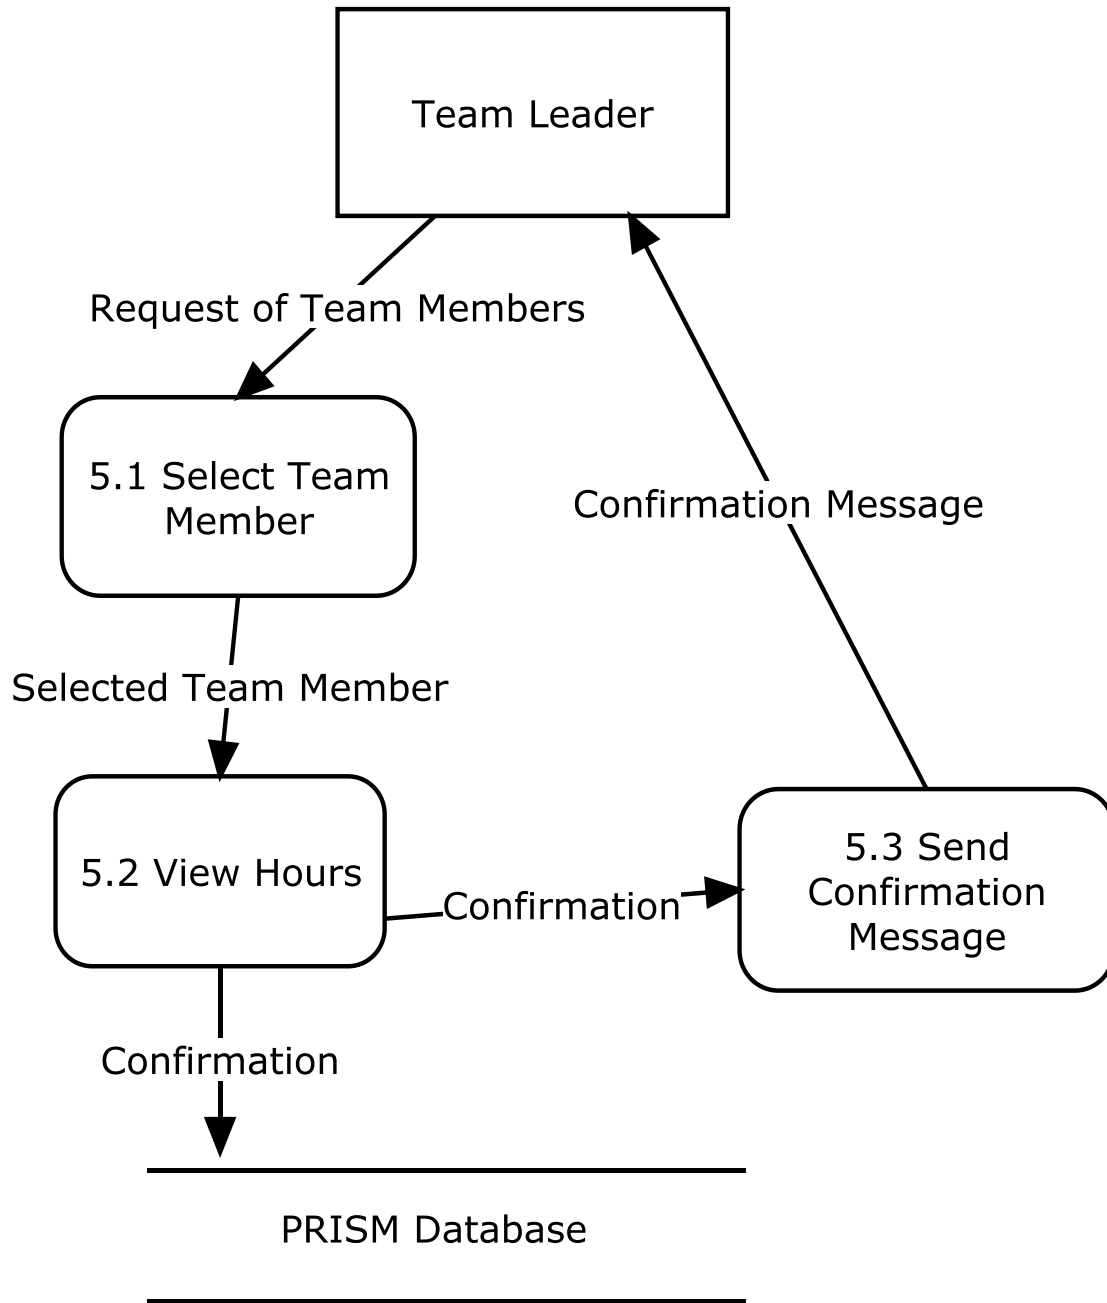 Team Leader
Request of Team Members
5.1 Select Team
Member
Confirmation Message
Selected Team Member
5.2 View Hours
5.3 Send
Confirmation
Message
Confirmation
Confirmation
PRISM Database